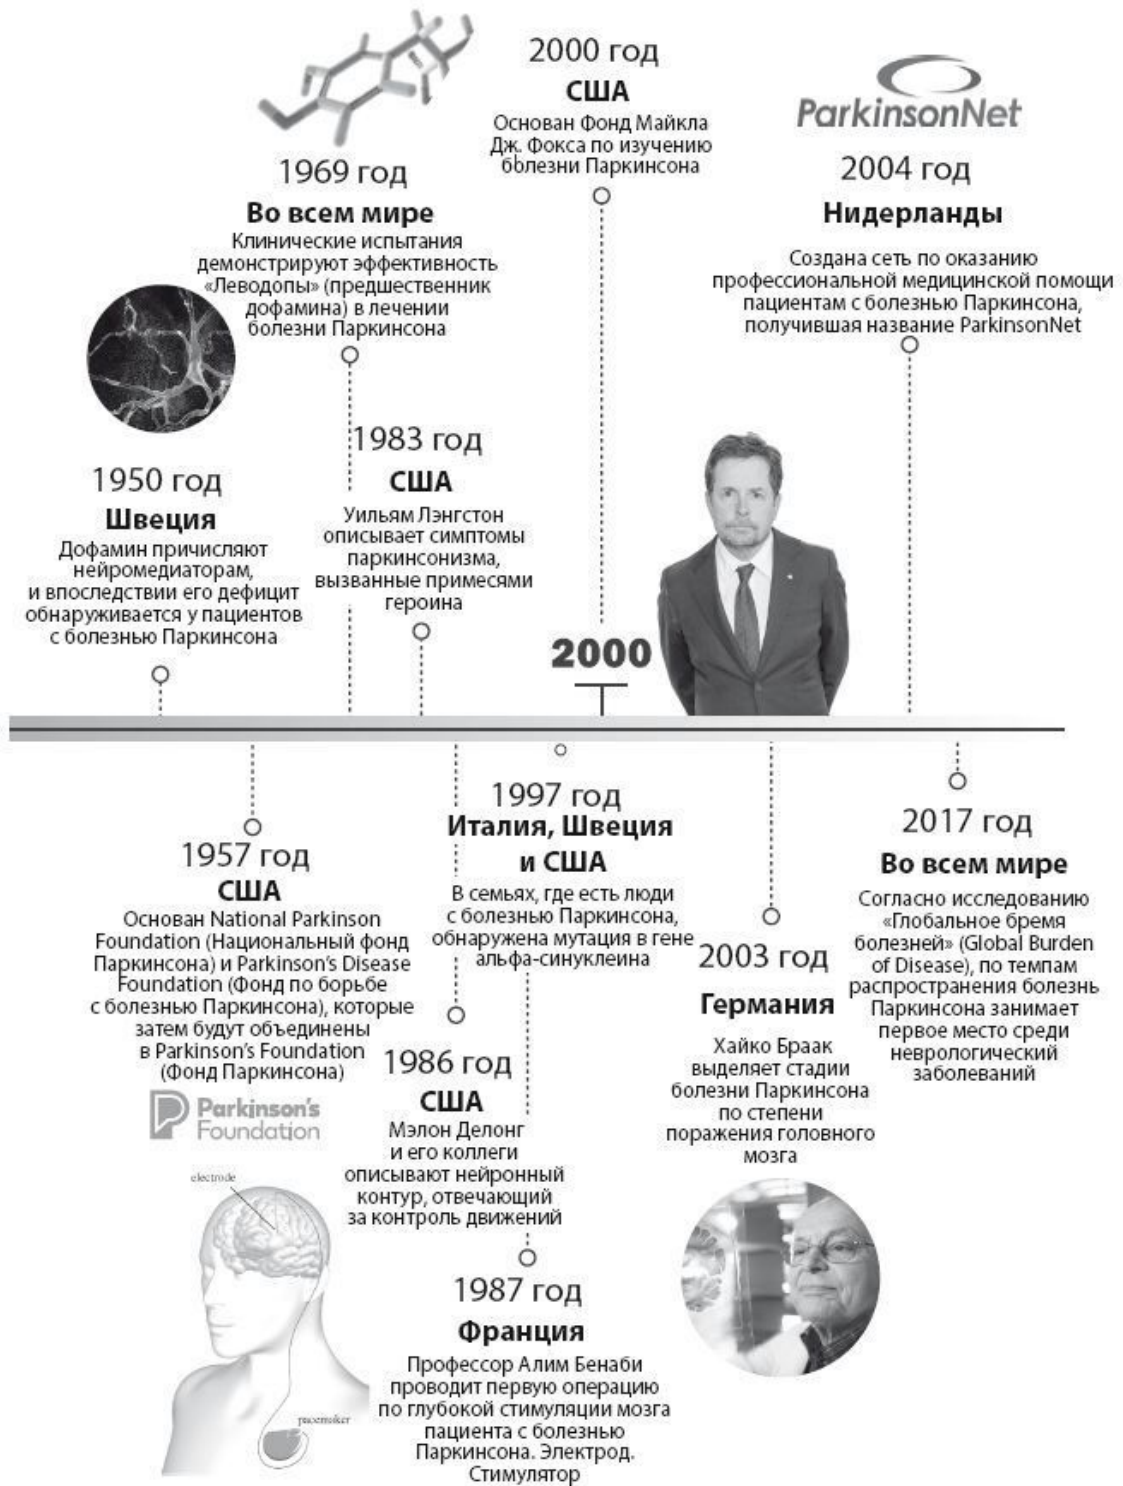 2000 год
США
Основан Фонд Майкла
Дж. Фокса по изучению
бболезни Паркинсона
ParkinsonNet
2004 год
Нидерланды
Создана сеть по оказанию
профессиональной медицинской помощи
пациентам с болезнью Паркинсона,
получившая название ParkinsonNet
1969 год
Во всем мире
Клинические испытания
демонстрируют эффективность
«Леводопы» (предшественник
дофамина) в лечении
болезни Паркинсона
1983 год
США
Уильям Лэнгстон
описывает симптомы
паркинсонизма,
вызванные примесями
героина
1950 год
Швеция
Дофамин причисляют
нейромедиаторам,
и впоследствии его дефицит
обнаруживается у пациентов
с болезнью Паркинсона
2000
1957 год
США
Основан National Parkinson
Foundation (Национальный фонд
Паркинсона) и Parkinson's Disease
Foundation (Фонд по борьбе
с болезнью Паркинсона), которые
затем будут объединены
в Parkinson's Foundation
(Фонд Паркинсона)
Parkinson's
Foundation
1997 год
Италия, Швеция
и США
В семьях, где есть люди
с болезнью Паркинсона,
обнаружена мутация в гене
альфа-синуклеина
1986 год
США
Мэлон Делонг
и его коллеги
описывают нейронный
контур, отвечающий
за контроль движений
2003 год
Германия
Хайко Браак
выделяет стадии
болезни Паркинсона
по степени
поражения головного
мозга
2017 год
Во всем мире
Согласно исследованию
«Глобальное бремя
болезней» (Global Burden
of Disease), по темпам
распространения болезнь
Паркинсона занимает
первое место среди
неврологический
заболеваний
electrode
pacemaker
1987 год
Франция
Профессор Алим Бенаби
проводит первую операцию
по глубокой стимуляции мозга
пациента с болезнью
Паркинсона. Электрод.
Стимулятор